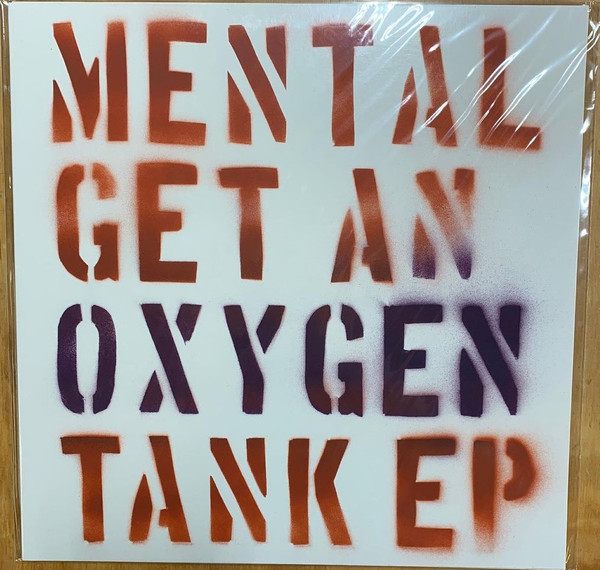 MENTAL
GET AN
OXYGEN
TANK EP